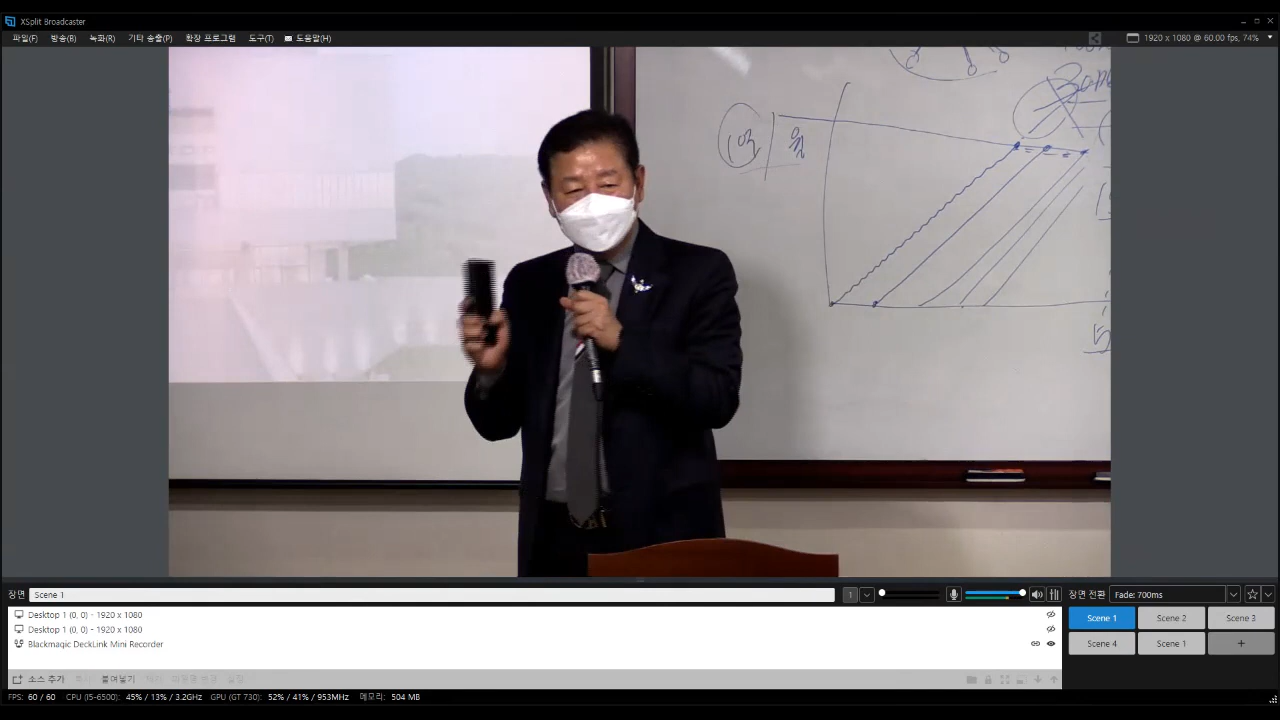 XSplit Broadcaster
파일(F) 방송(B) 녹화(R) 기타 송출(P) 확장 프로그램 도구(T) 도움말(H) 1920 x 1080 @ 60.00 fps, 74%
장면 Scene 1 1 장면 전환 Fade: 700ms
Desktop 1 (0, 0) - 1920 x 1080
Desktop 1 (0, 0) - 1920 x 1080
Blackmagic DeckLink Mini Recorder
Scene 1 Scene 2 Scene 3
Scene 4 Scene 1 +
소스 추가 붙여넣기
FPS: 60 / 60 CPU (I5-6500): 45% / 13% / 3.2GHz GPU (GT 730): 52% / 41% / 953MHz 메모리: 504 MB